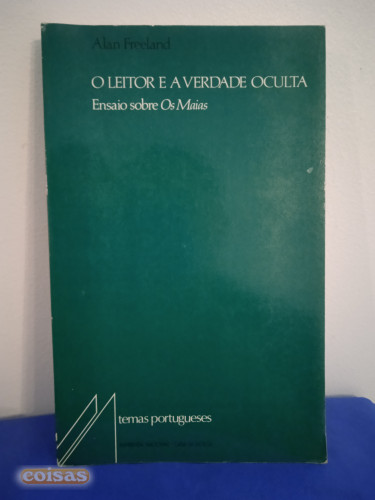 Alan Freeland
O LEITOR E A VERDADE OCULTA
Ensaio sobre Os Maias
temas portugueses
coisas